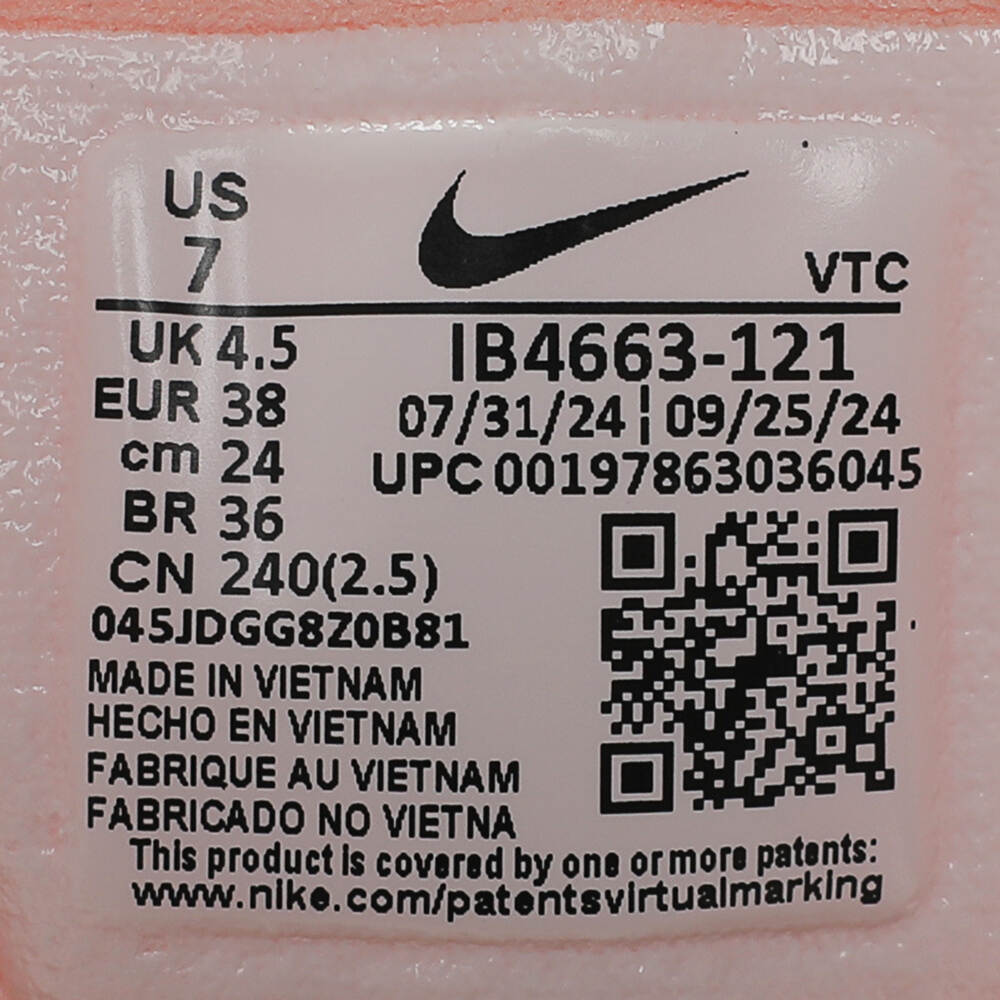 US
7
VTC
UK 4.5
EUR 38
cm 24
BR 36
CN 240(2.5)
IB4663-121
07/31/24 | 09/25/24
UPC 00197863036045
045JDGG8Z0B81
MADE IN VIETNAM
HECHO EN VIETNAM
FABRIQUE AU VIETNAM
FABRICADO NO VIETNA
This product is covered by one or more patents:
www.nike.com/patentsvirtualmarking